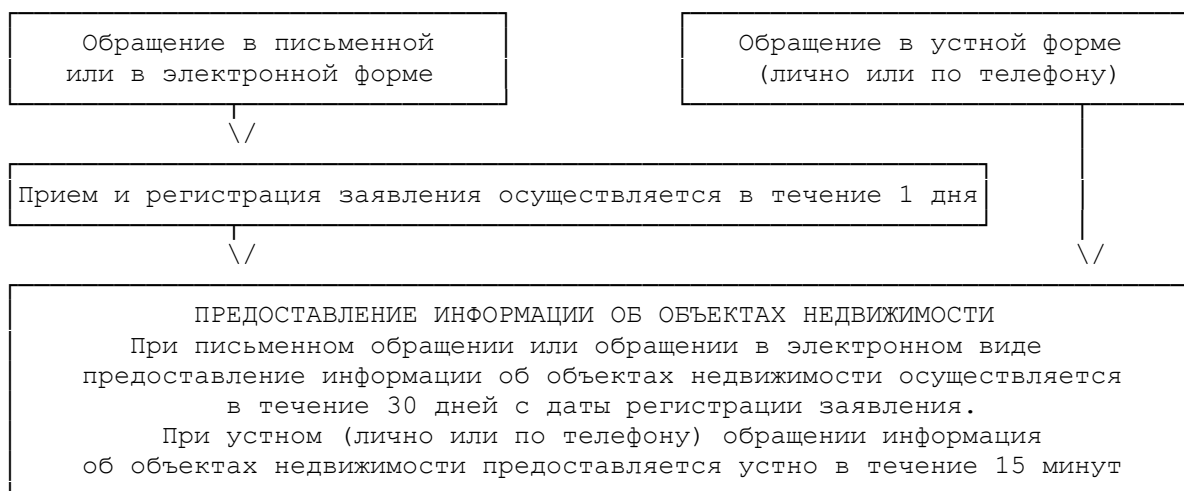 Обращение в письменной
или в электронной форме
Обращение в устной форме
(лично или по телефону)
Прием и регистрация заявления осуществляется в течение 1 дня
ПРЕДОСТАВЛЕНИЕ ИНФОРМАЦИИ ОБ ОБЪЕКТАХ НЕДВИЖИМОСТИ
При письменном обращении или обращении в электронном виде
предоставление информации об объектах недвижимости осуществляется
в течение 30 дней с даты регистрации заявления.
При устном (лично или по телефону) обращении информация
об объектах недвижимости предоставляется устно в течение 15 минут